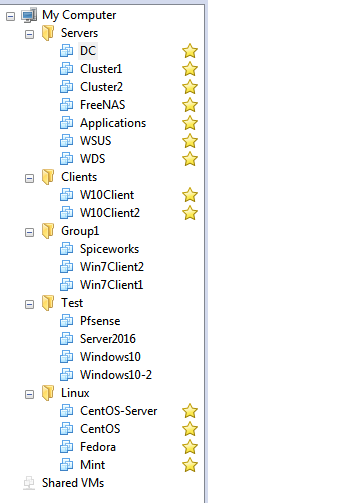 My Computer
Servers
DC
Cluster1
Cluster2
FreeNAS
Applications
WSUS
WDS
Clients
W10Client
W10Client2
Group1
Spiceworks
Win7Client2
Win7Client1
Test
Pfsense
Server2016
Windows10
Windows10-2
Linux
CentOS-Server
CentOS
Fedora
Mint
Shared VMs